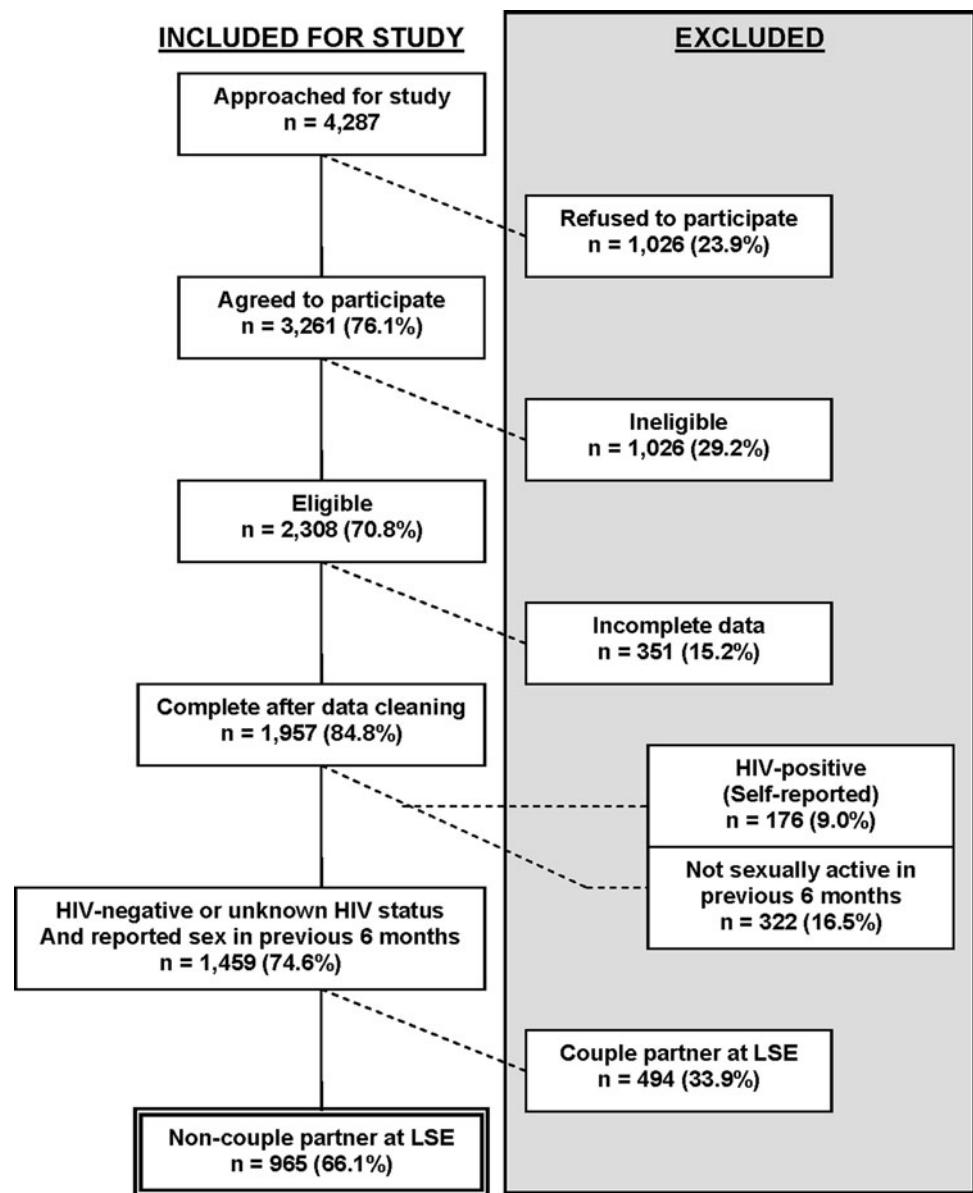 INCLUDED FOR STUDY
EXCLUDED
Approached for study
n = 4,287
Refused to participate
n = 1,026 (23.9%)
Agreed to participate
n = 3,261 (76.1%)
Ineligible
n = 1,026 (29.2%)
Eligible
n = 2,308 (70.8%)
Incomplete data
n = 351 (15.2%)
Complete after data cleaning
n = 1,957 (84.8%)
HIV-positive
(Self-reported)
n = 176 (9.0%)
Not sexually active in
previous 6 months
n = 322 (16.5%)
HIV-negative or unknown HIV status
And reported sex in previous 6 months
n = 1,459 (74.6%)
Couple partner at LSE
n = 494 (33.9%)
Non-couple partner at LSE
n = 965 (66.1%)